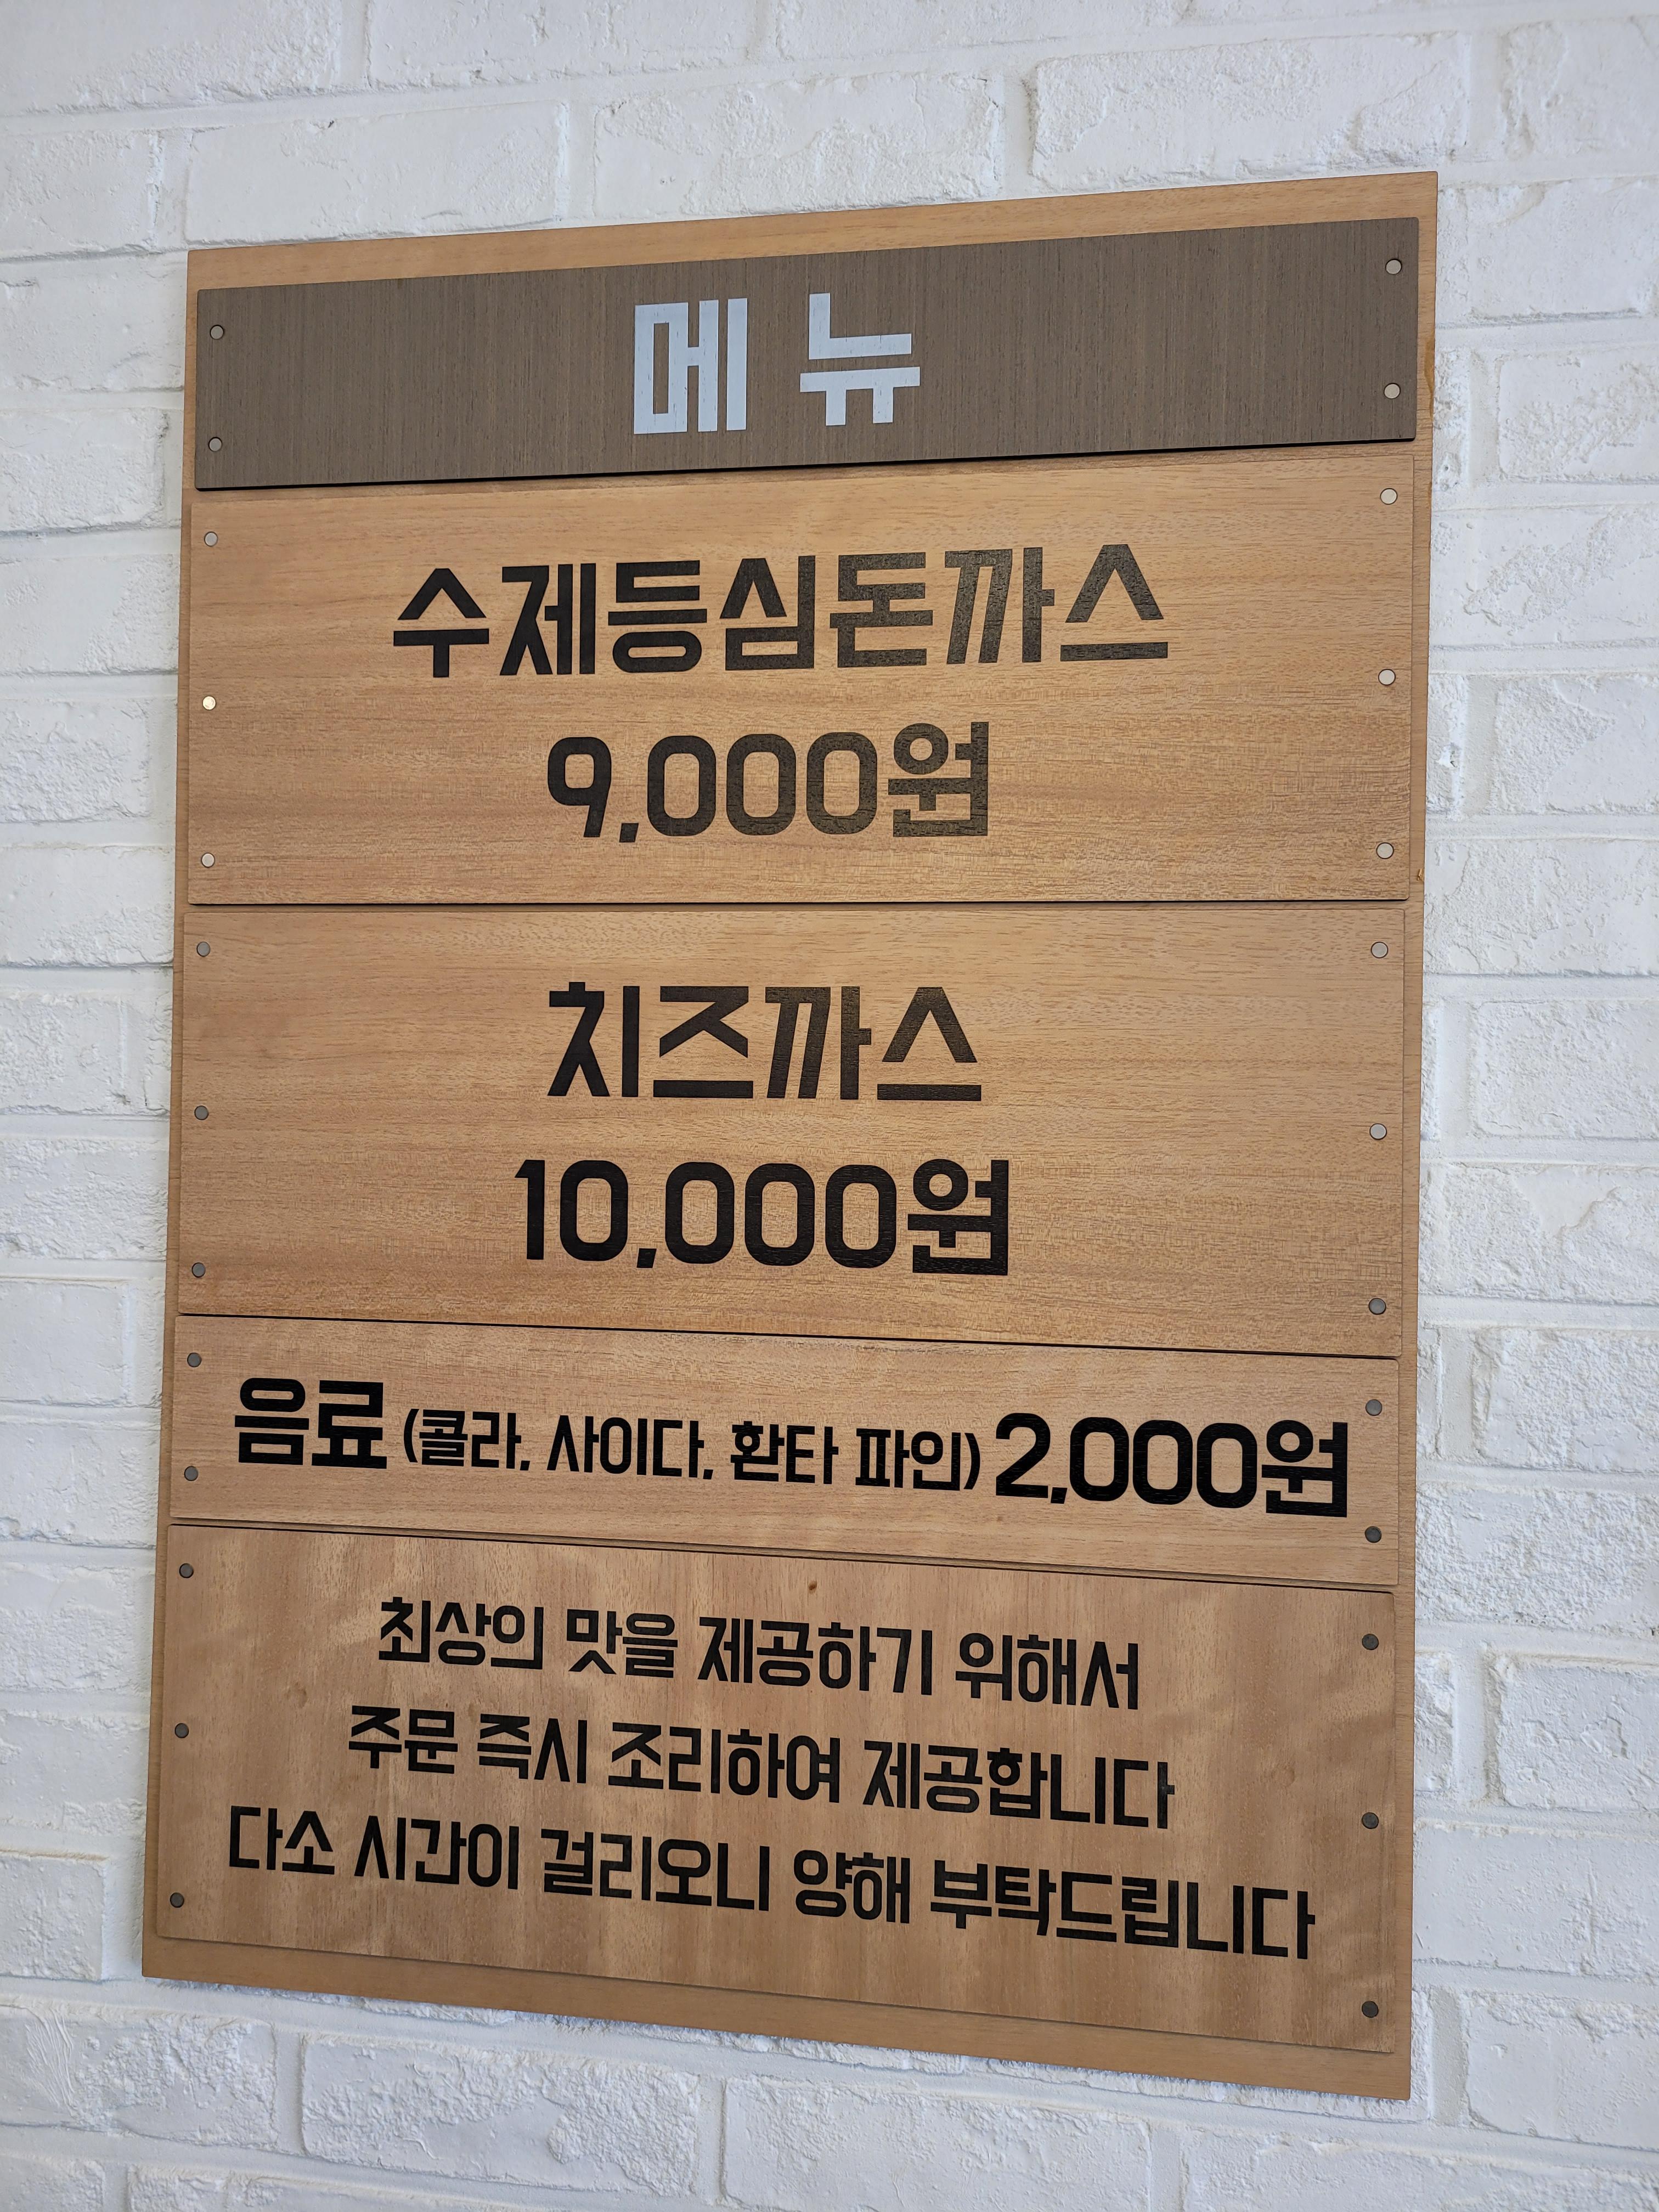 메뉴
수제등심돈까스
9,000원
치즈까스
10,000원
음료 (콜라, 사이다, 환타 파인) 2,000원
최상의 맛을 제공하기 위해서
주문 즉시 조리하여 제공합니다
다소 시간이 걸리오니 양해 부탁드립니다